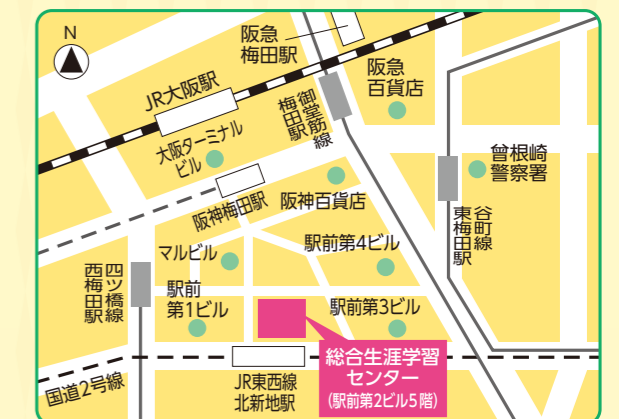 N
阪急
梅田駅
阪急
百貨店
JR大阪駅
御堂筋線
梅田駅
大阪ターミナル
ビル
曾根崎
警察署
阪神梅田駅
阪神百貨店
谷町線
東梅田駅
マルビル
駅前第4ビル
四ツ橋線
西梅田駅
駅前
第1ビル
駅前第3ビル
総合生涯学習
センター
(駅前第2ビル5階)
国道2号線
JR東西線
北新地駅